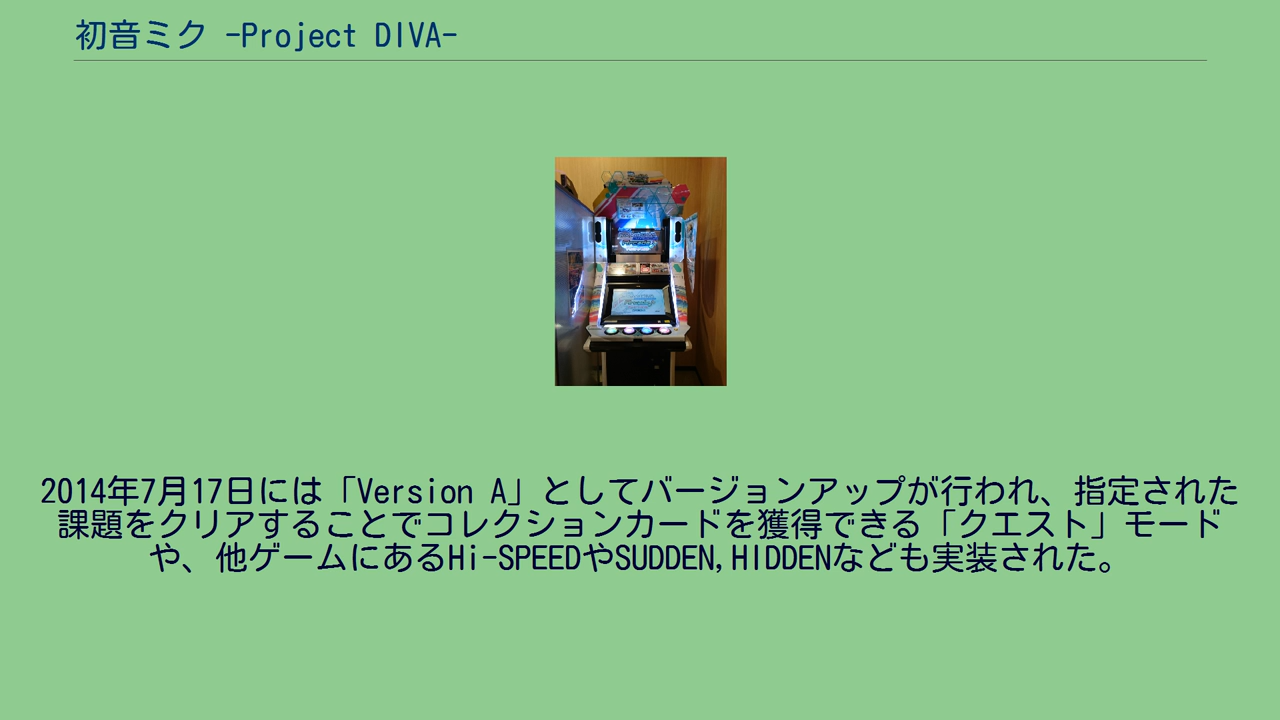 初音ミク -Project DIVA-
2014年7月17日には「Version A」としてバージョンアップが行われ、指定された
課題をクリアすることでコレクションカードを獲得できる「クエスト」モード
や、他ゲームにあるHi-SPEEDやSUDDEN,HIDDENなども実装された。